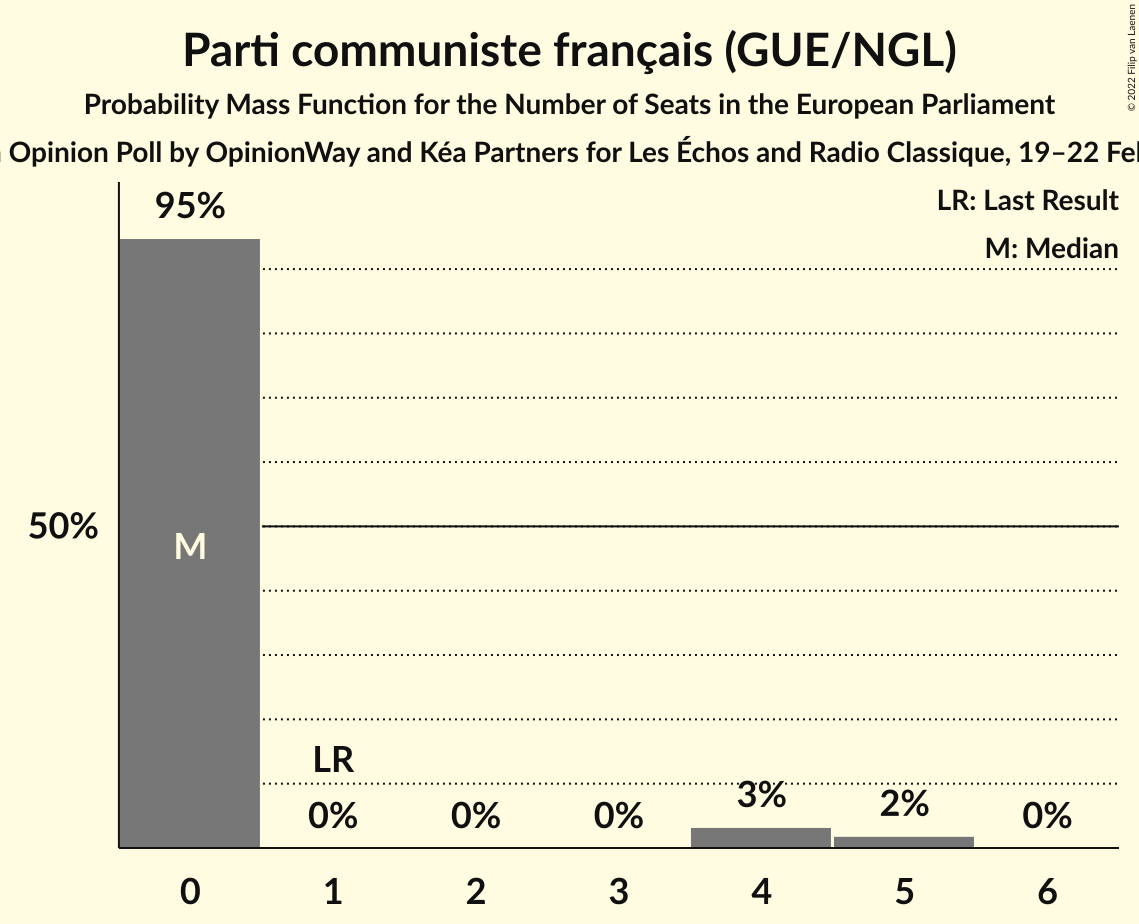 Parti communiste français (GUE/NGL)
Probability Mass Function for the Number of Seats in the European Parliament
Opinion Poll by OpinionWay and Kéa Partners for Les Échos and Radio Classique, 19–22
LR: Last Result
M: Median
95%
50%
M
LR
0%
0%
0%
3%
2%
0%
0
1
2
3
4
5
6
© 2022 Filip van Laenen